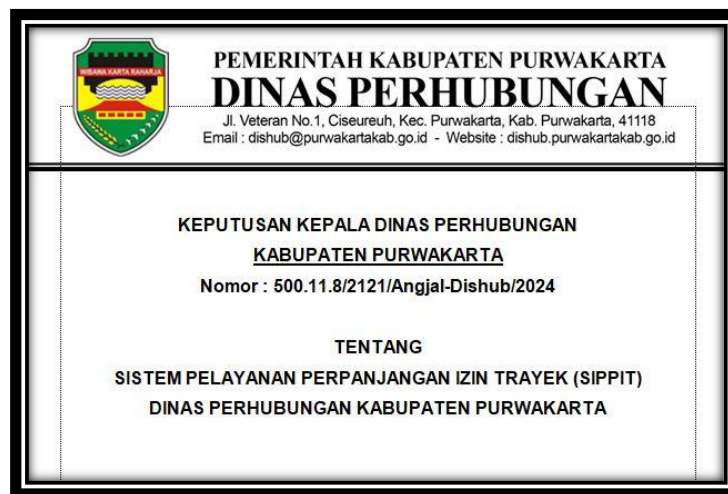 WIBAWA KARTA RAHARJA
PEMERINTAH KABUPATEN PURWAKARTA
DINAS PERHUBUNGAN
Jl. Veteran No.1, Ciseureuh, Kec. Purwakarta, Kab. Purwakarta, 41118
Email : dishub@purwakartakab.go.id - Website : dishub.purwakartakab.go.id
KEPUTUSAN KEPALA DINAS PERHUBUNGAN
KABUPATEN PURWAKARTA
Nomor : 500.11.8/2121/Angjal-Dishub/2024
TENTANG
SISTEM PELAYANAN PERPANJANGAN IZIN TRAYEK (SIPPIT)
DINAS PERHUBUNGAN KABUPATEN PURWAKARTA